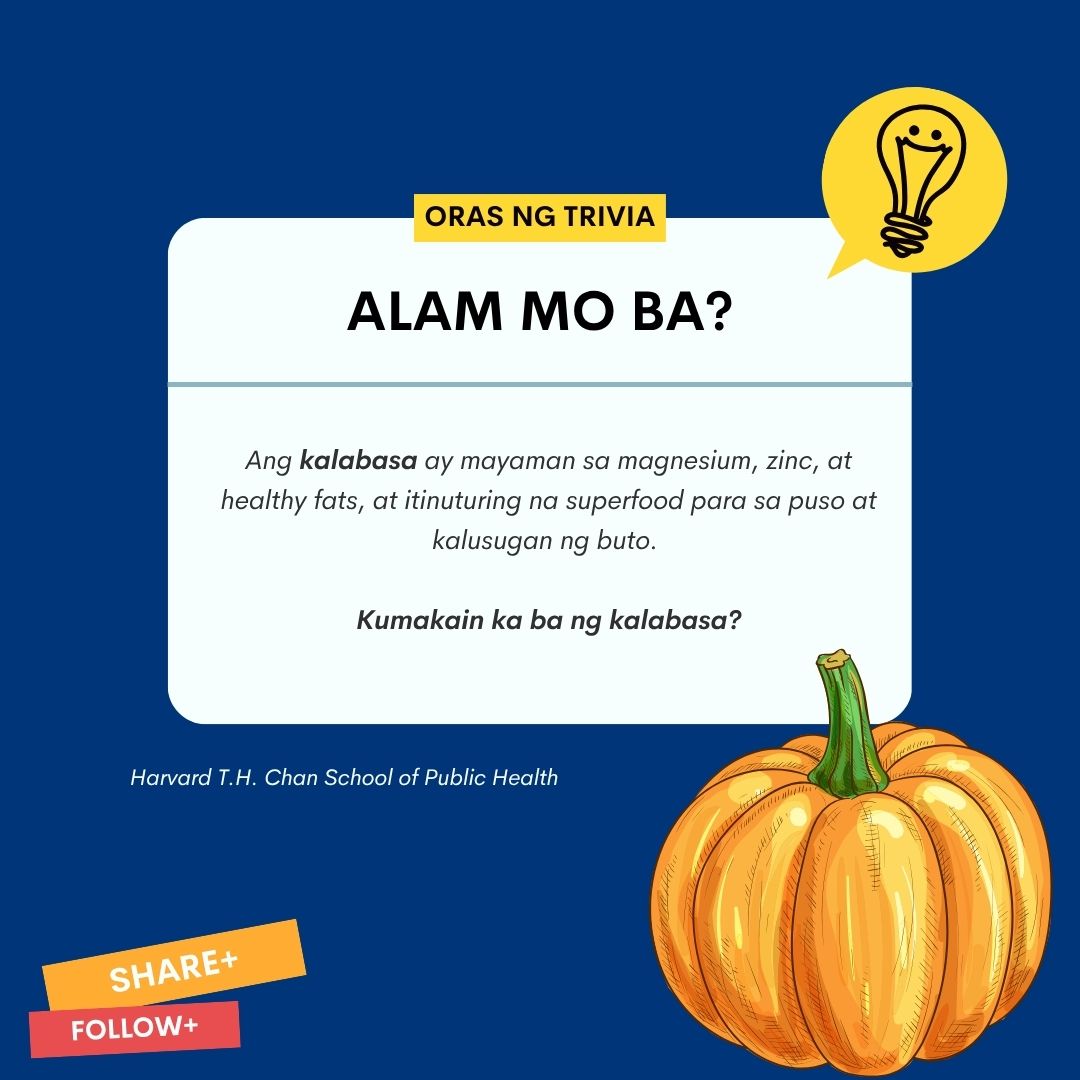 ORAS NG TRIVIA
ALAM MO BA?
Ang kalabasa ay mayaman sa magnesium, zinc, at
healthy fats, at itinuturing na superfood para sa puso at
kalusugan ng buto.
Kumakain ka ba ng kalabasa?
Harvard T.H. Chan School of Public Health
SHARE+
FOLLOW+